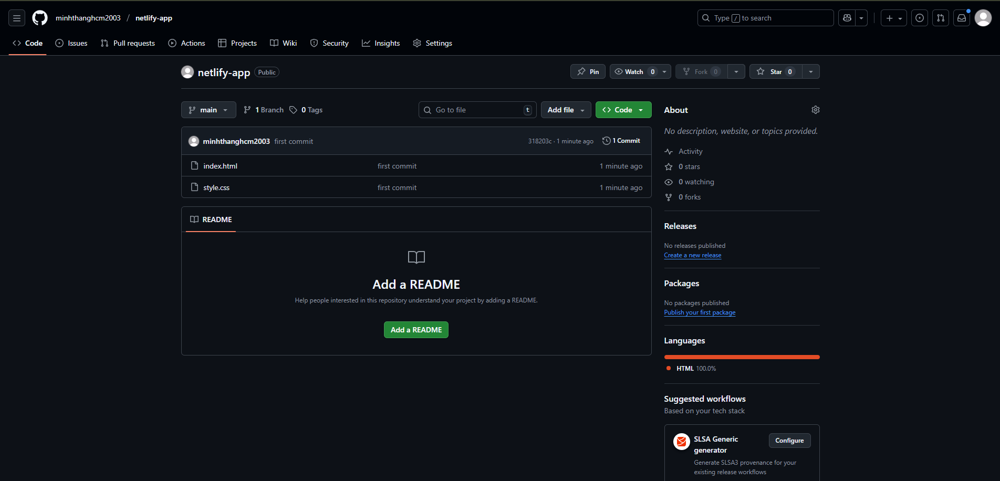 minhthanghcm2003 / netlify-app
Type / to search
Code Issues Pull requests Actions Projects Wiki Security Insights Settings
netlify-app Public
Pin Watch 0 Fork 0 Star 0
main 1 Branch 0 Tags Go to file t Add file Code
minhthanghcm2003 first commit 318203c · 1 minute ago 1 Commit
index.html first commit 1 minute ago
style.css first commit 1 minute ago
README
Add a README
Help people interested in this repository understand your project by adding a README.
Add a README
About
No description, website, or topics provided.
Activity
0 stars
0 watching
0 forks
Releases
No releases published
Create a new release
Packages
No packages published
Publish your first package
Languages
HTML 100.0%
Suggested workflows
Based on your tech stack
SLSA Generic
generator
Configure
Generate SLSA3 provenance for your
existing release workflows